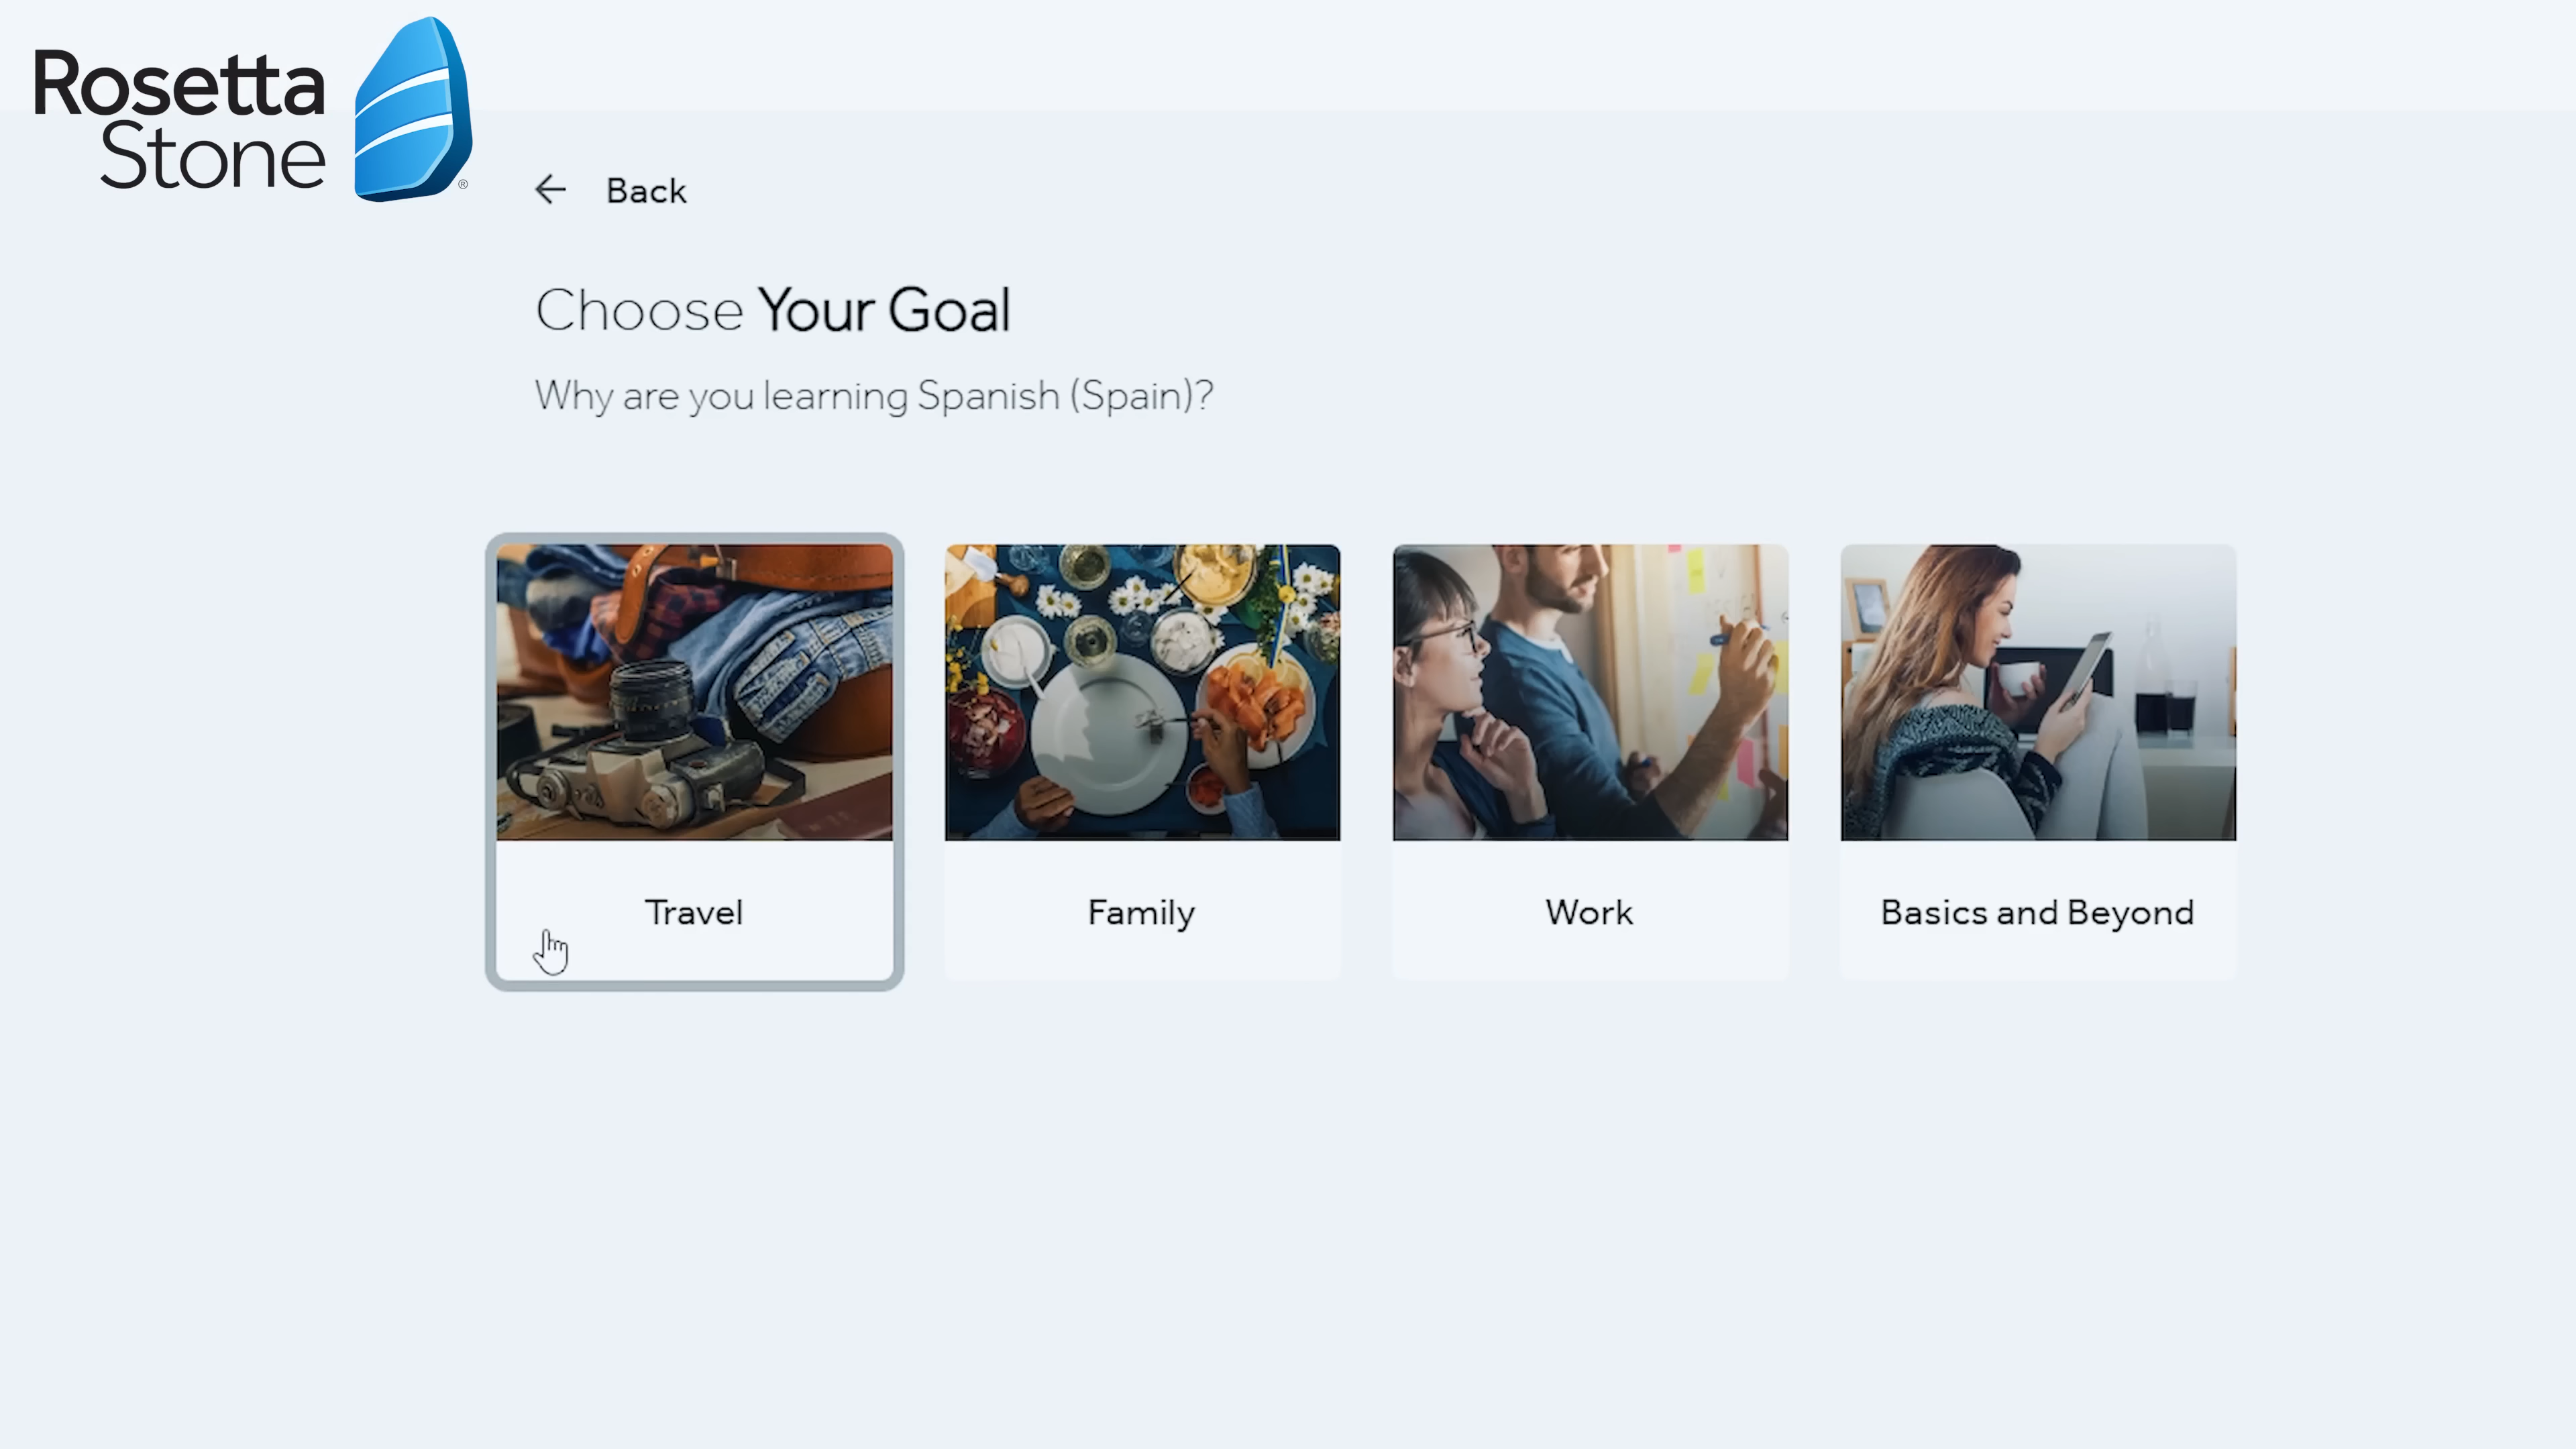 Rosetta
Stone
®
Back
Choose Your Goal
Why are you learning Spanish (Spain)?
Travel
Family
Work
Basics and Beyond